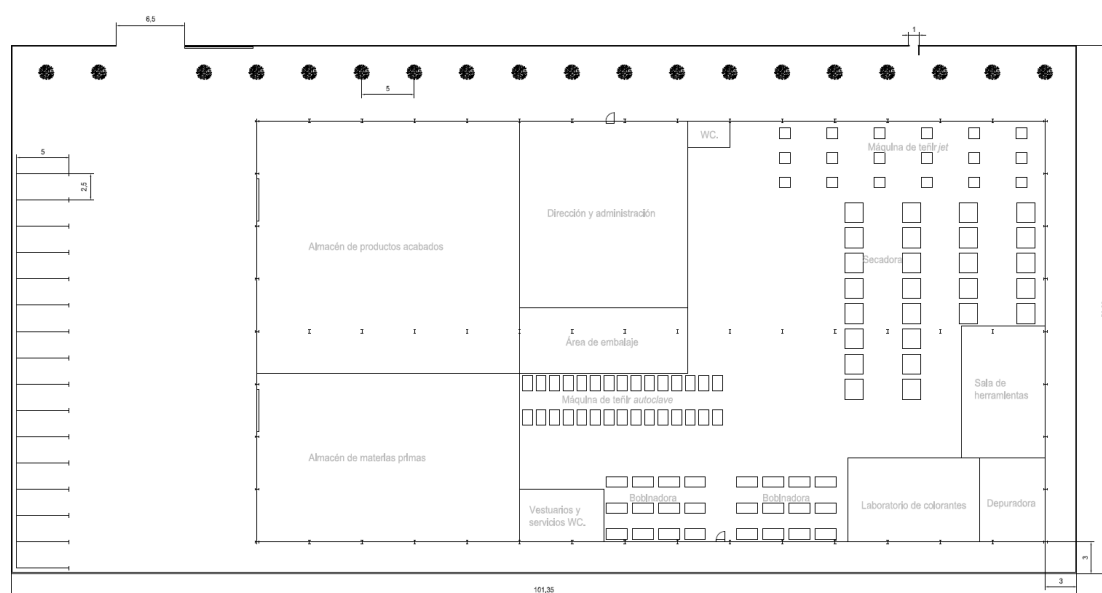 6,5
1
5
WC.
Máquina de teñir jet
5
2,5
Dirección y administración
Almacén de productos acabados
Secadora
Área de embalaje
Máquina de teñir autoclave
Sala de
herramientas
Almacén de materias primas
Bobinadora
Bobinadora
Laboratorio de colorantes
Depuradora
Vestuarios y
servicios WC.
3
3
101,35